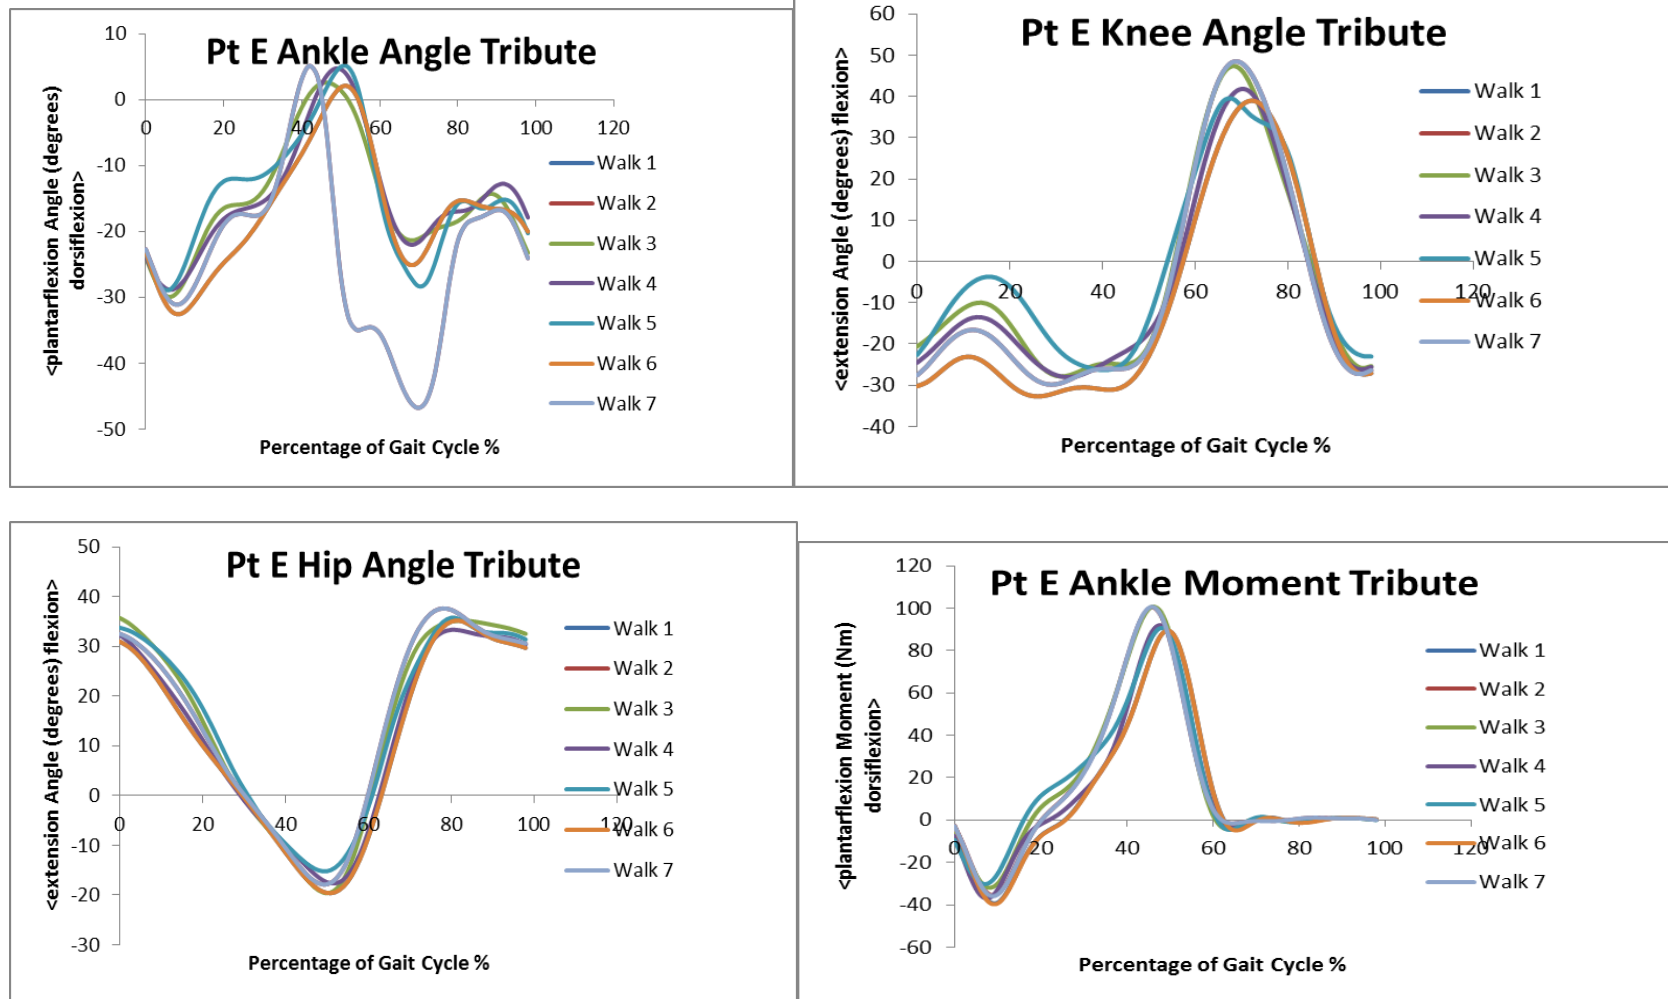 Pt E Ankle Angle Tribute
<plantarflexion Angle (degrees)
dorsiflexion>
10
0
-10
-20
-30
-40
-50
0 20 40 60 80 100 120
Percentage of Gait Cycle %
Walk 1
Walk 2
Walk 3
Walk 4
Walk 5
Walk 6
Walk 7
Pt E Knee Angle Tribute
<extension Angle (degrees) flexion>
60
50
40
30
20
10
0
-10
-20
-30
-40
0 20 40 60 80 100 120
Percentage of Gait Cycle %
Walk 1
Walk 2
Walk 3
Walk 4
Walk 5
Walk 6
Walk 7
Pt E Hip Angle Tribute
<extension Angle (degrees) flexion>
50
40
30
20
10
0
-10
-20
-30
0 20 40 60 80 100 120
Percentage of Gait Cycle %
Walk 1
Walk 2
Walk 3
Walk 4
Walk 5
Walk 6
Walk 7
Pt E Ankle Moment Tribute
<plantarflexion Moment (Nm)
dorsiflexion>
120
100
80
60
40
20
0
-20
-40
-60
0 20 40 60 80 100 120
Percentage of Gait Cycle %
Walk 1
Walk 2
Walk 3
Walk 4
Walk 5
Walk 6
Walk 7